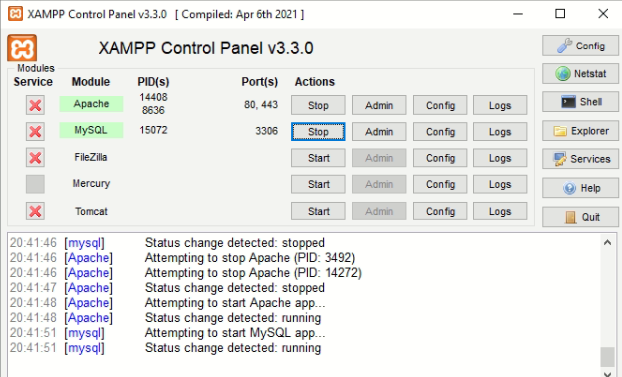 XAMPP Control Panel v3.3.0 [ Compiled: Apr 6th 2021 ]
XAMPP Control Panel v3.3.0
Config
Modules
Service Module PID(s) Port(s) Actions
Netstat
Apache 14408 8636 80, 443 Stop Admin Config Logs
Shell
MySQL 15072 3306 Stop Admin Config Logs
Explorer
FileZilla Start Admin Config Logs
Services
Mercury Start Admin Config Logs
Help
Tomcat Start Admin Config Logs
Quit
20:41:46 [mysql] Status change detected: stopped
20:41:46 [Apache] Attempting to stop Apache (PID: 3492)
20:41:46 [Apache] Attempting to stop Apache (PID: 14272)
20:41:47 [Apache] Status change detected: stopped
20:41:48 [Apache] Attempting to start Apache app...
20:41:48 [Apache] Status change detected: running
20:41:51 [mysql] Attempting to start MySQL app...
20:41:51 [mysql] Status change detected: running